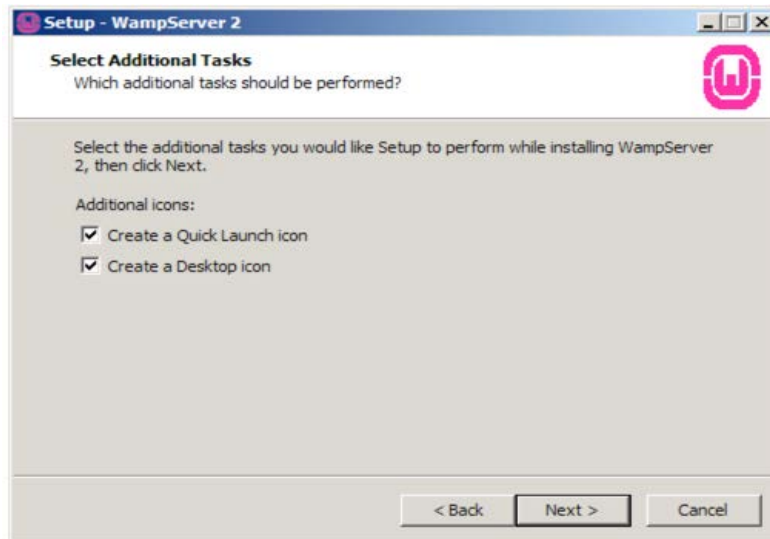 Setup - WampServer 2
Select Additional Tasks
Which additional tasks should be performed?
Select the additional tasks you would like Setup to perform while installing WampServer
2, then click Next.
Additional icons:
Create a Quick Launch icon
Create a Desktop icon
< Back
Next >
Cancel